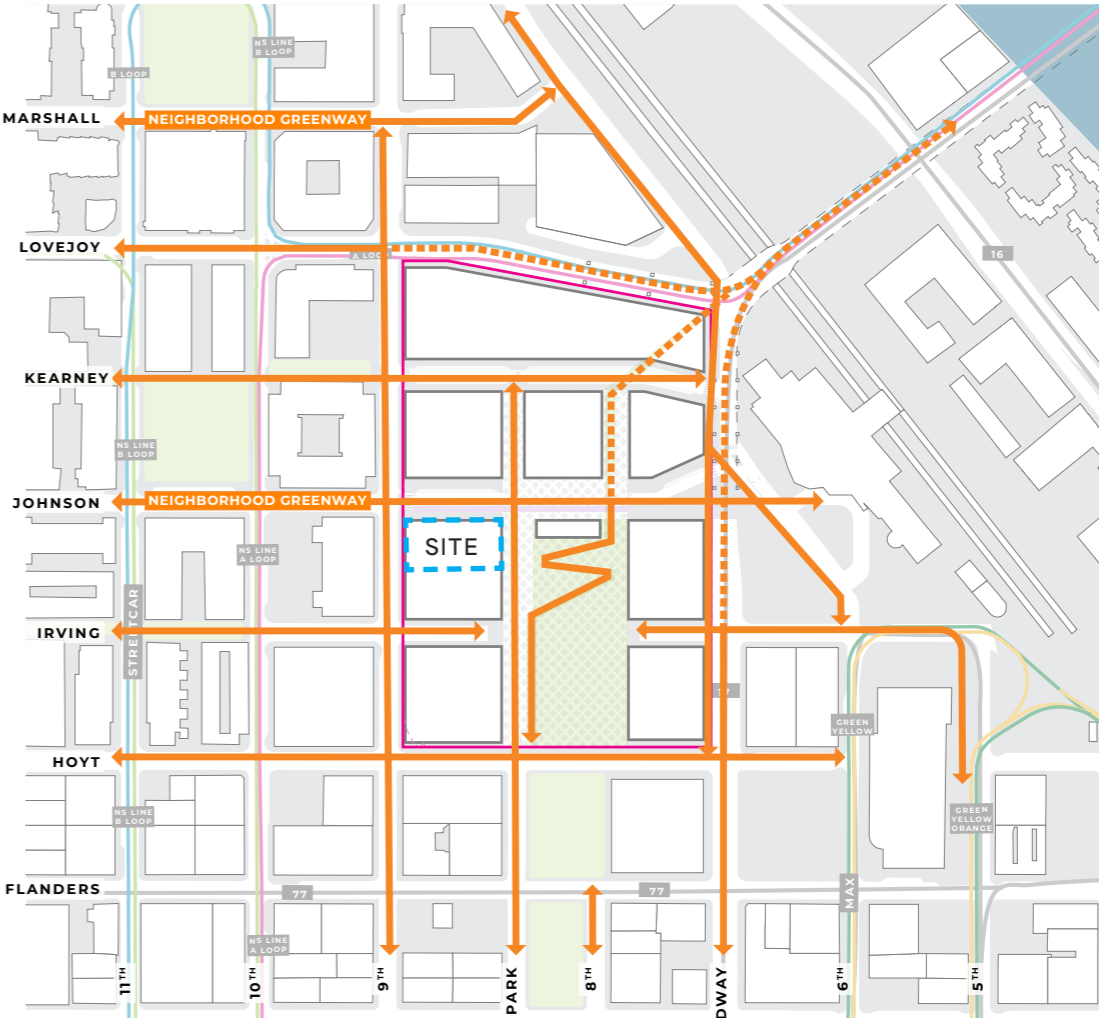 NS LINE
B LOOP
B LOOP
MARSHALL
NEIGHBORHOOD GREENWAY
LOVEJOY
A LOOP
16
KEARNEY
NS LINE
B LOOP
JOHNSON
NEIGHBORHOOD GREENWAY
SITE
NS LINE
A LOOP
STREETCAR
IRVING
17
GREEN
YELLOW
HOYT
NS LINE
B LOOP
GREEN
YELLOW
ORANGE
FLANDERS
77
77
MAX
NS LINE
A LOOP
11TH
10TH
9TH
PARK
8TH
DWAY
6TH
5TH